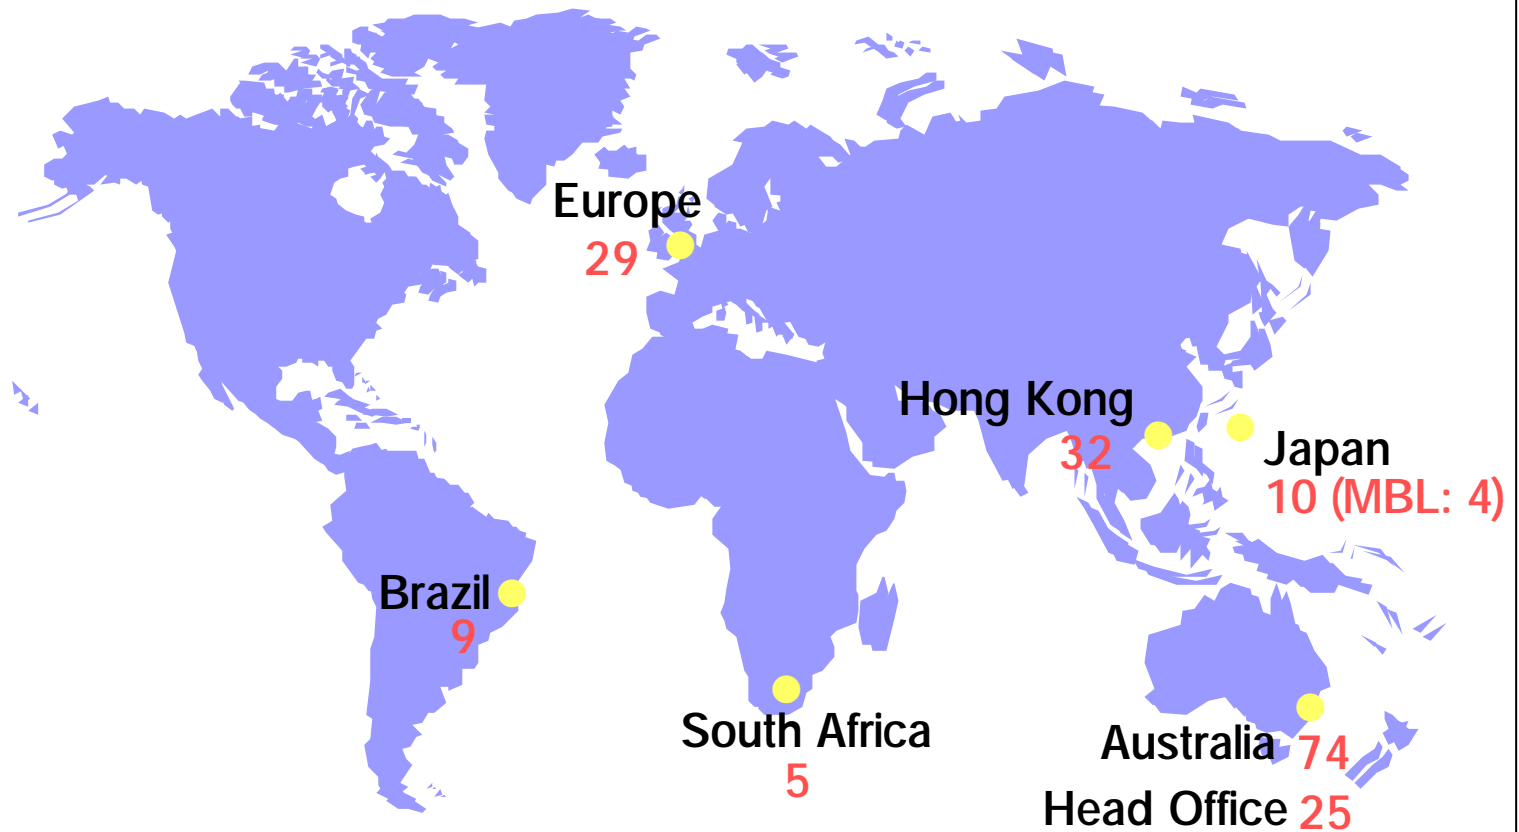 Europe
29
Hong Kong
32
Japan
10 (MBL: 4)
Brazil
9
South Africa
5
Australia 74
Head Office 25